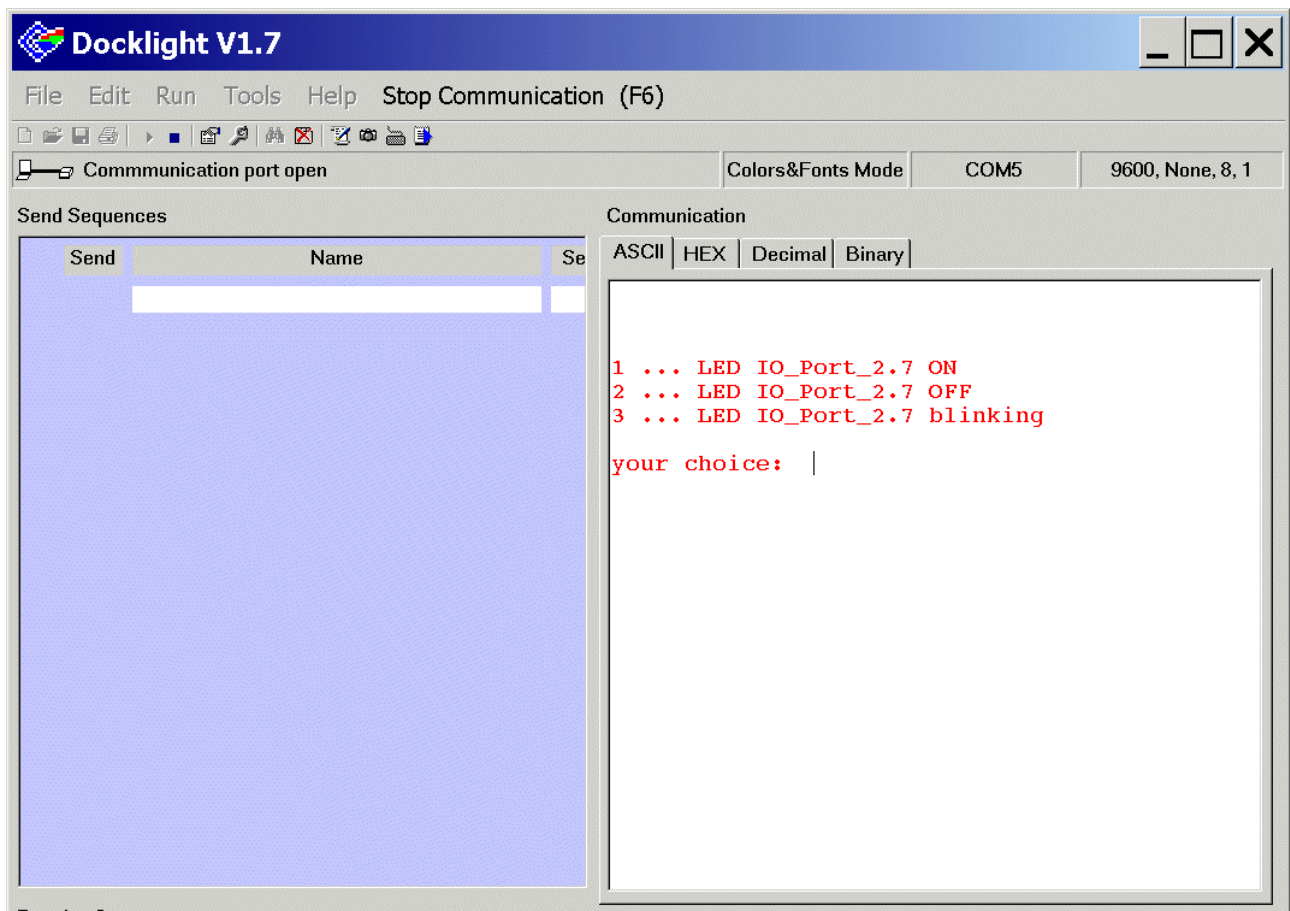 Docklight V1.7
File Edit Run Tools Help Stop Communication (F6)
Commmunication port open
Colors&Fonts Mode
COM5
9600, None, 8, 1
Send Sequences
Send Name Se
Communication
ASCII HEX Decimal Binary
1 ... LED IO_Port_2.7 ON
2 ... LED IO_Port_2.7 OFF
3 ... LED IO_Port_2.7 blinking
your choice: